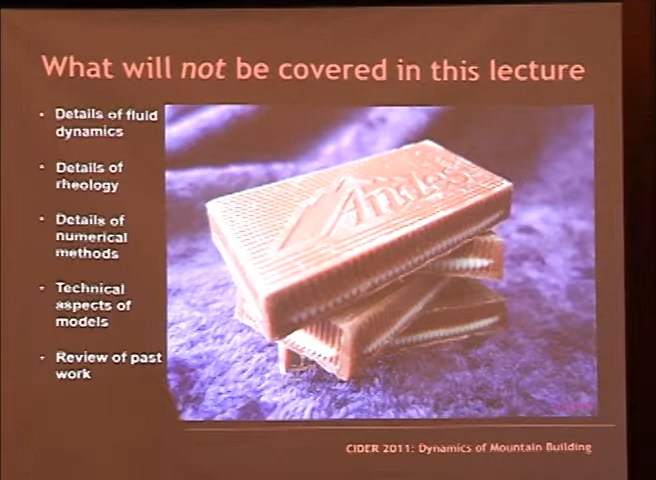 What will not be covered in this lecture
• Details of fluid
dynamics
• Details of
rheology
• Details of
numerical
methods
• Technical
aspects of
models
• Review of past
work
Andes
CIDER 2011: Dynamics of Mountain Building